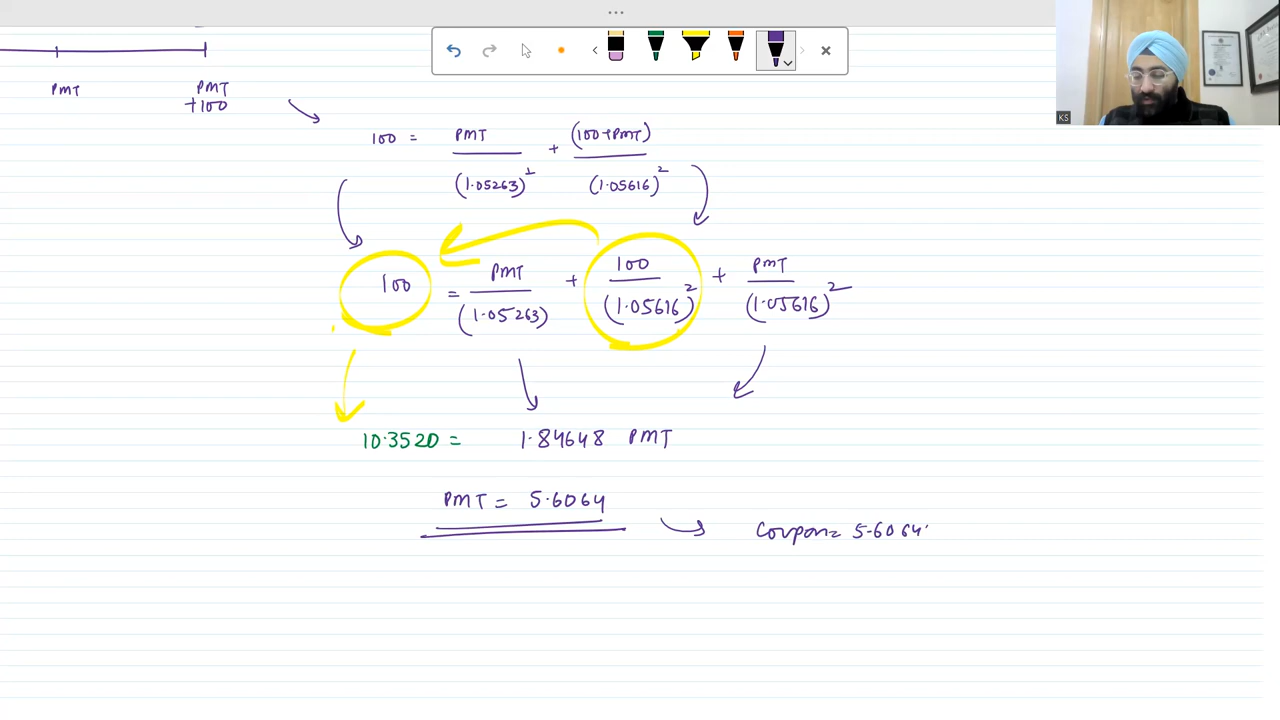 PMT PMT
+100
100 = PMT/(1.05263)^1 + (100+PMT)/(1.05616)^2
100 = PMT/(1.05263) + 100/(1.05616)^2 + PMT/(1.05616)^2
10.3520 = 1.84648 PMT
PMT = 5.6064
Coupon = 5.6064
KS